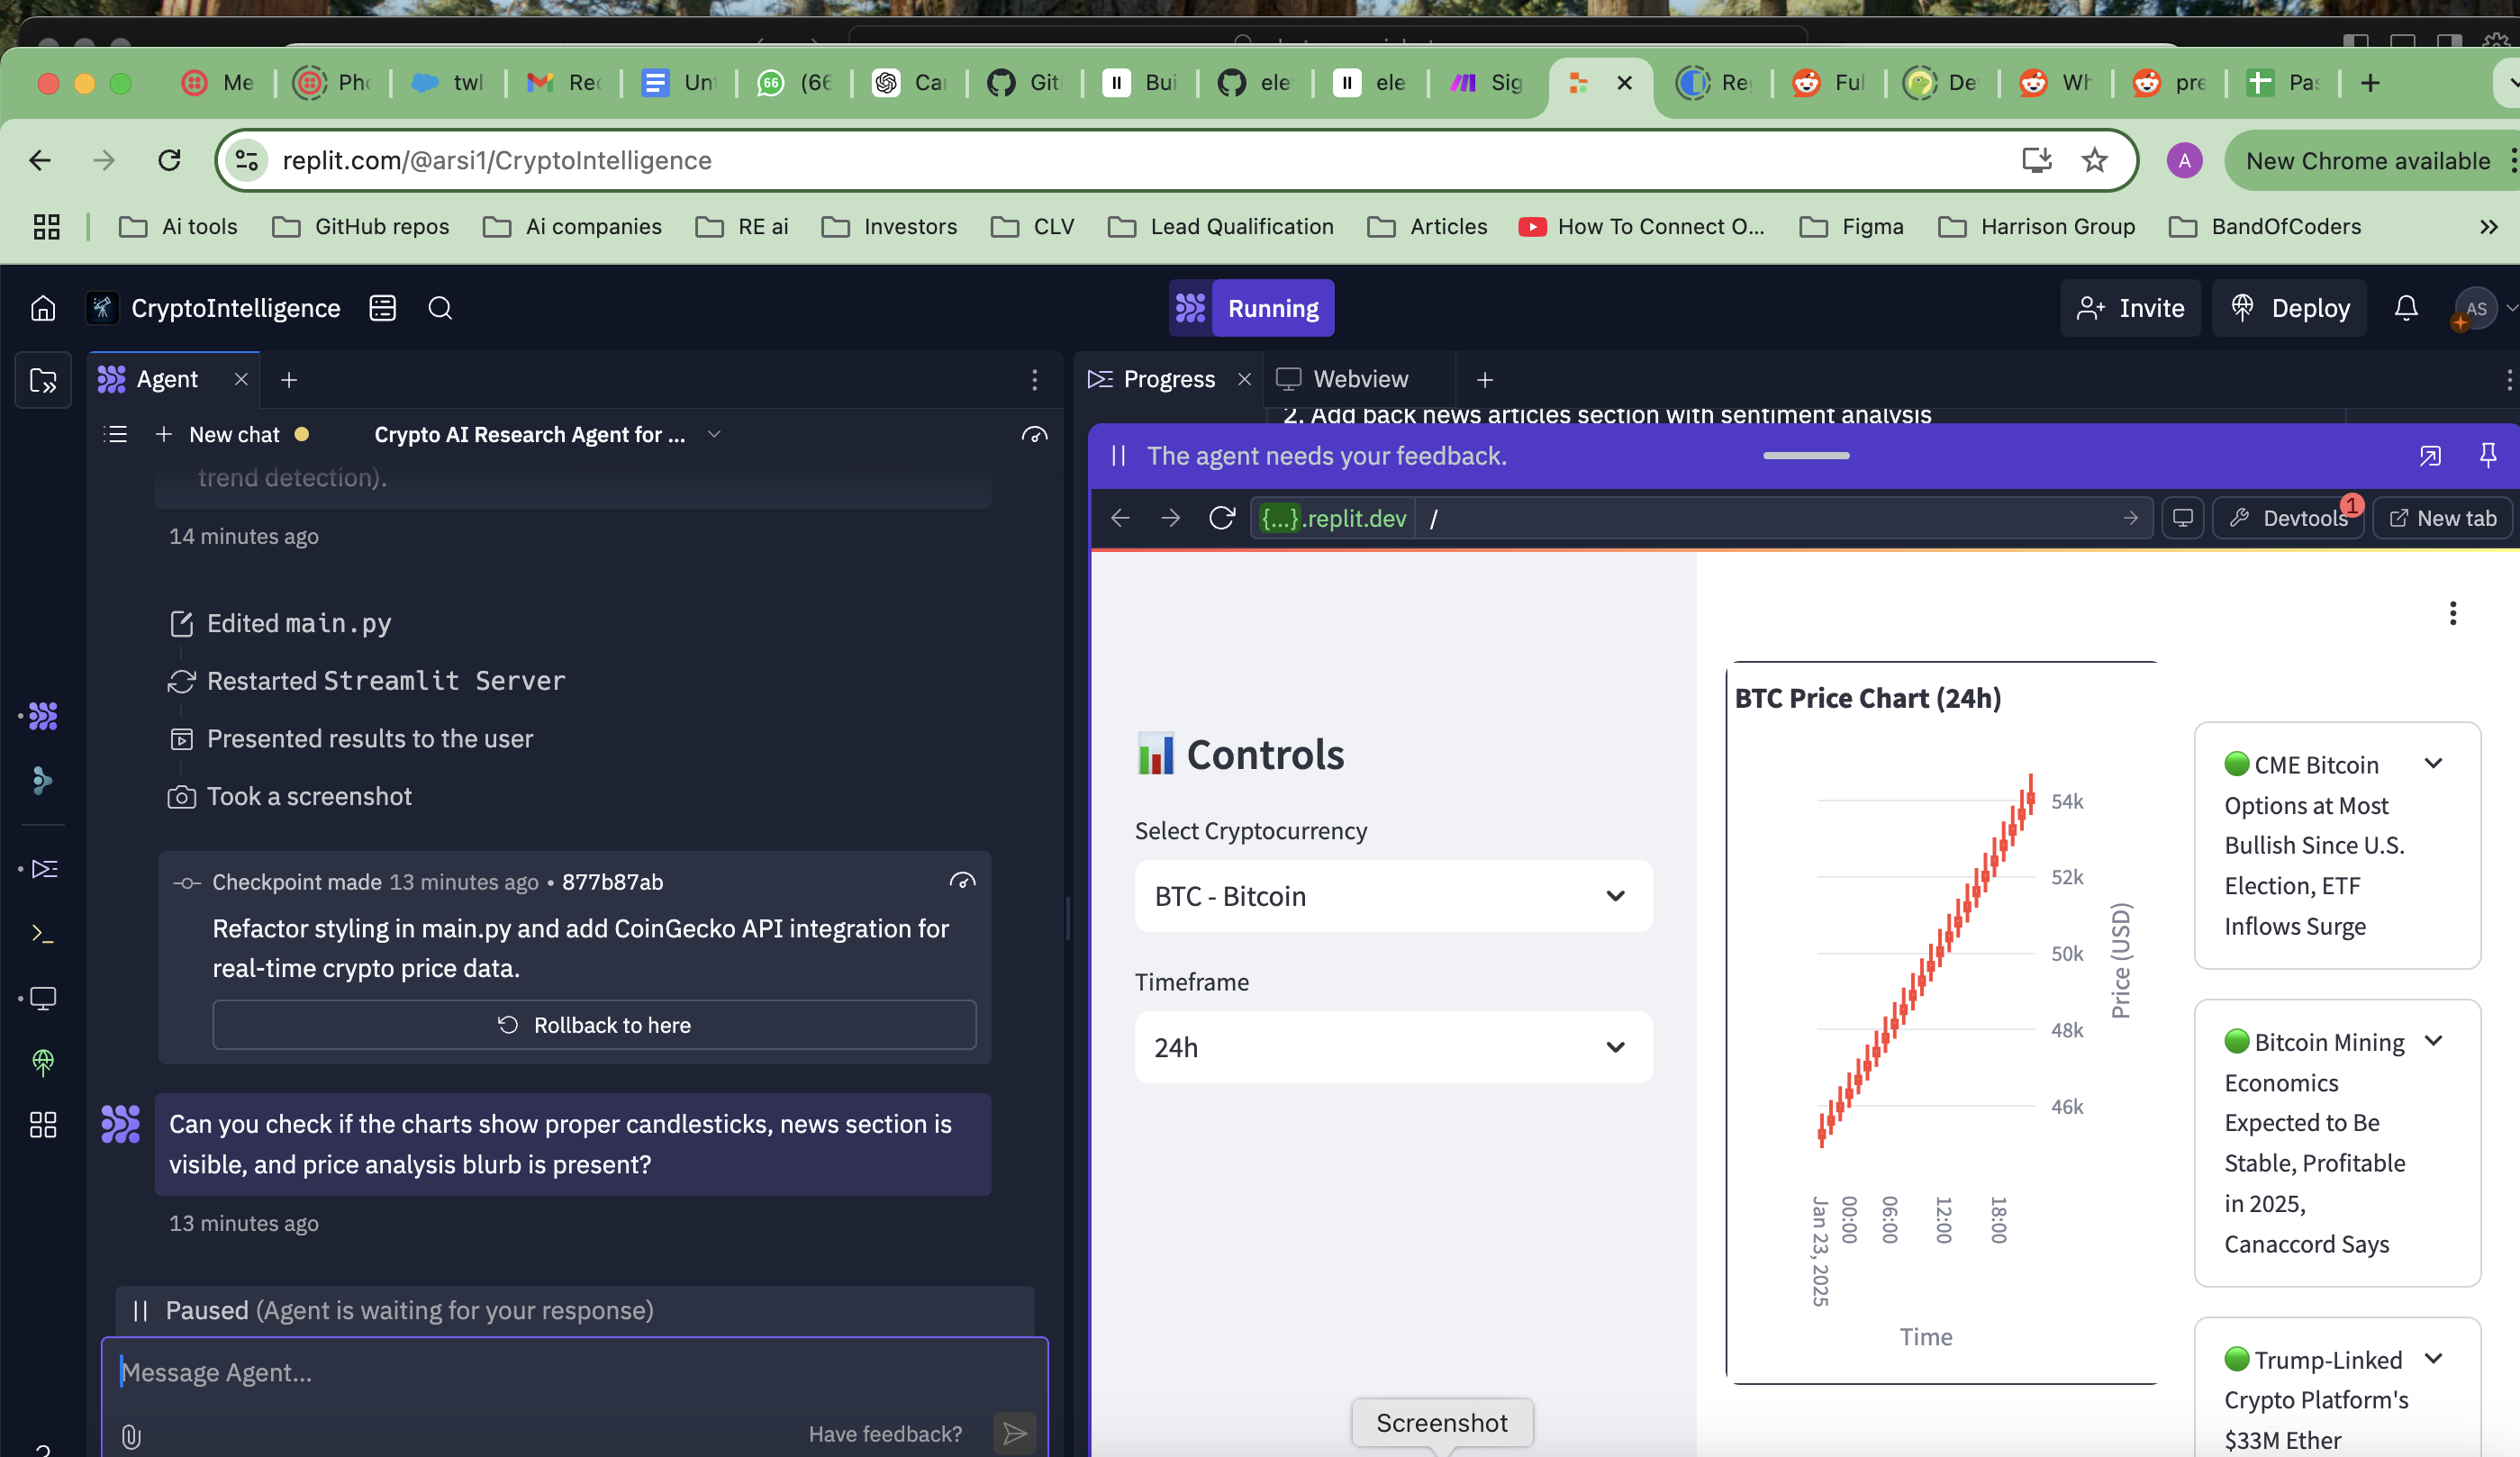 Me
Pho
twl
Rec
Unt
66
(66
Car
Git
Bui
ele
ele
Sig
Re
Ful
De
Wh
pre
Pas
replit.com/@arsi1/CryptoIntelligence
A
New Chrome available
Ai tools
GitHub repos
Ai companies
RE ai
Investors
CLV
Lead Qualification
Articles
How To Connect O...
Figma
Harrison Group
BandOfCoders
CryptoIntelligence
Running
Invite
Deploy
AS
Agent
New chat
Crypto AI Research Agent for ...
trend detection).
14 minutes ago
Edited main.py
Restarted Streamlit Server
Presented results to the user
Took a screenshot
Checkpoint made 13 minutes ago • 877b87ab
Refactor styling in main.py and add CoinGecko API integration for
real-time crypto price data.
Rollback to here
Can you check if the charts show proper candlesticks, news section is
visible, and price analysis blurb is present?
13 minutes ago
Paused (Agent is waiting for your response)
Message Agent...
Have feedback?
Progress
Webview
2. Add back news articles section with sentiment analysis
The agent needs your feedback.
{...}.replit.dev
/
Devtools
1
New tab
Controls
Select Cryptocurrency
BTC - Bitcoin
Timeframe
24h
BTC Price Chart (24h)
54k
52k
50k
48k
46k
Price (USD)
00:00
06:00
12:00
18:00
Jan 23, 2025
Time
CME Bitcoin
Options at Most
Bullish Since U.S.
Election, ETF
Inflows Surge
Bitcoin Mining
Economics
Expected to Be
Stable, Profitable
in 2025,
Canaccord Says
Trump-Linked
Crypto Platform's
$33M Ether
Screenshot